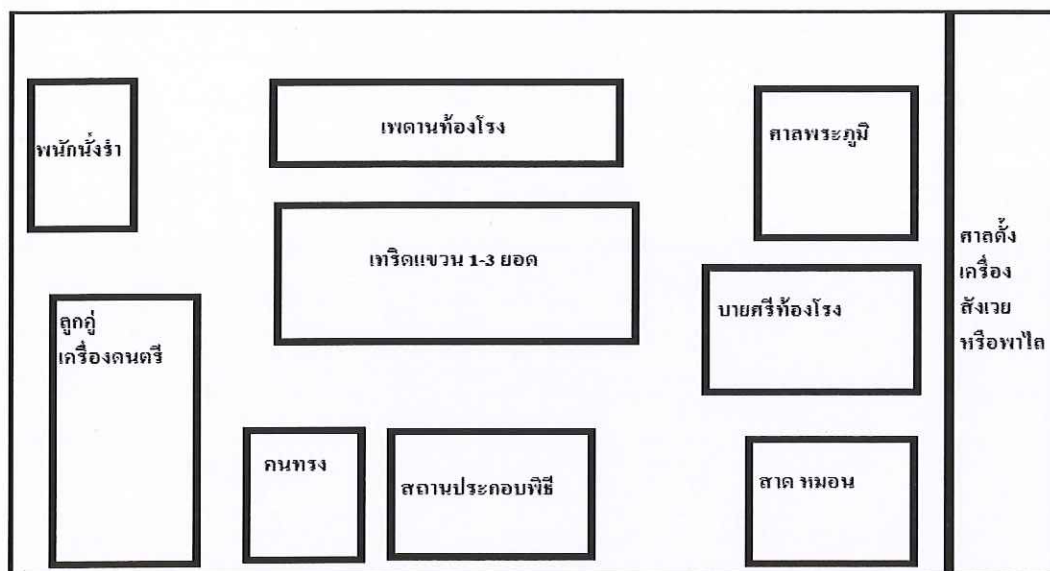 เพดานท้องโรง
ศาลพระภูมิ
พนักนั่งรำ
ศาลตั้ง
เครื่อง
สังเวย
หรือพาไล
เทริดแขวน 1-3 ยอด
บายศรีท้องโรง
ลูกคู่
เครื่องดนตรี
คนทรง
สถานประกอบพิธี
สาด หมอน